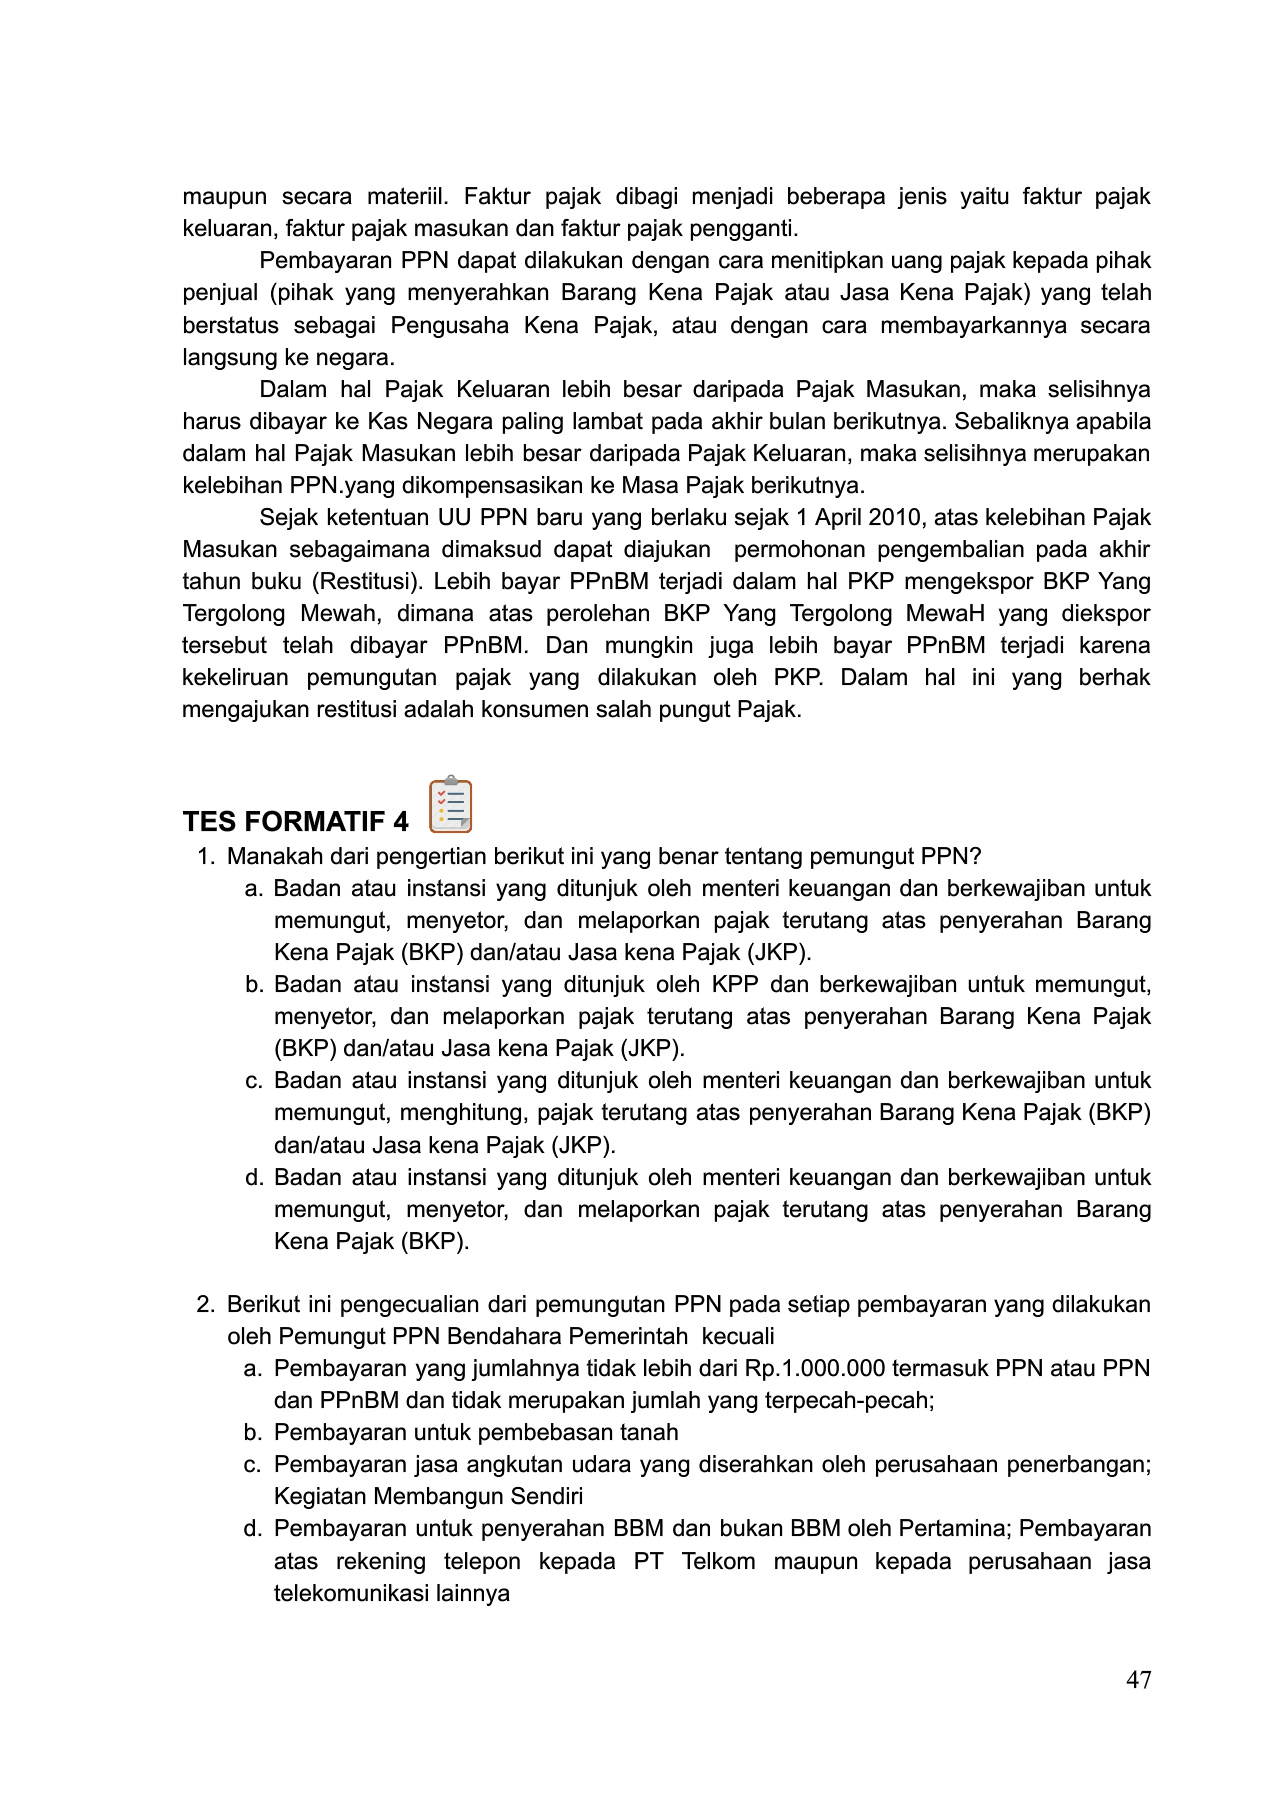 maupun secara materiil. Faktur pajak dibagi menjadi beberapa jenis yaitu faktur pajak
keluaran, faktur pajak masukan dan faktur pajak pengganti.
Pembayaran PPN dapat dilakukan dengan cara menitipkan uang pajak kepada pihak
penjual (pihak yang menyerahkan Barang Kena Pajak atau Jasa Kena Pajak) yang telah
berstatus sebagai Pengusaha Kena Pajak, atau dengan cara membayarkannya secara
langsung ke negara.
Dalam hal Pajak Keluaran lebih besar daripada Pajak Masukan, maka selisihnya
harus dibayar ke Kas Negara paling lambat pada akhir bulan berikutnya. Sebaliknya apabila
dalam hal Pajak Masukan lebih besar daripada Pajak Keluaran, maka selisihnya merupakan
kelebihan PPN.yang dikompensasikan ke Masa Pajak berikutnya.
Sejak ketentuan UU PPN baru yang berlaku sejak 1 April 2010, atas kelebihan Pajak
Masukan sebagaimana dimaksud dapat diajukan  permohonan pengembalian pada akhir
tahun buku (Restitusi). Lebih bayar PPnBM terjadi dalam hal PKP mengekspor BKP Yang
Tergolong Mewah, dimana atas perolehan BKP Yang Tergolong MewaH yang diekspor
tersebut telah dibayar PPnBM. Dan mungkin juga lebih bayar PPnBM terjadi karena
kekeliruan pemungutan pajak yang dilakukan oleh PKP. Dalam hal ini yang berhak
mengajukan restitusi adalah konsumen salah pungut Pajak.
TES FORMATIF 4
1. Manakah dari pengertian berikut ini yang benar tentang pemungut PPN?
a. Badan atau instansi yang ditunjuk oleh menteri keuangan dan berkewajiban untuk
memungut, menyetor, dan melaporkan pajak terutang atas penyerahan Barang
Kena Pajak (BKP) dan/atau Jasa kena Pajak (JKP).
b. Badan atau instansi yang ditunjuk oleh KPP dan berkewajiban untuk memungut,
menyetor, dan melaporkan pajak terutang atas penyerahan Barang Kena Pajak
(BKP) dan/atau Jasa kena Pajak (JKP).
c. Badan atau instansi yang ditunjuk oleh menteri keuangan dan berkewajiban untuk
memungut, menghitung, pajak terutang atas penyerahan Barang Kena Pajak (BKP)
dan/atau Jasa kena Pajak (JKP).
d. Badan atau instansi yang ditunjuk oleh menteri keuangan dan berkewajiban untuk
memungut, menyetor, dan melaporkan pajak terutang atas penyerahan Barang
Kena Pajak (BKP).
2. Berikut ini pengecualian dari pemungutan PPN pada setiap pembayaran yang dilakukan
oleh Pemungut PPN Bendahara Pemerintah  kecuali
a. Pembayaran yang jumlahnya tidak lebih dari Rp.1.000.000 termasuk PPN atau PPN
dan PPnBM dan tidak merupakan jumlah yang terpecah-pecah;
b. Pembayaran untuk pembebasan tanah
c. Pembayaran jasa angkutan udara yang diserahkan oleh perusahaan penerbangan;
Kegiatan Membangun Sendiri
d. Pembayaran untuk penyerahan BBM dan bukan BBM oleh Pertamina; Pembayaran
atas rekening telepon kepada PT Telkom maupun kepada perusahaan jasa
telekomunikasi lainnya
47